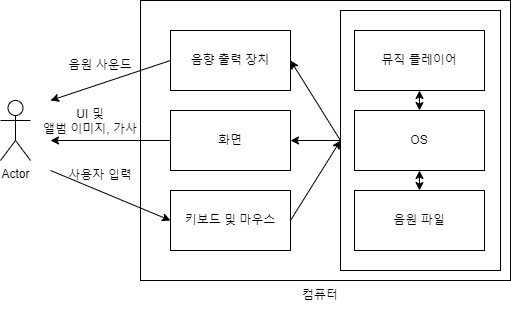 음향 출력 장치
뮤직 플레이어
음원 사운드
UI 및
앨범 이미지, 가사
화면
OS
Actor
사용자 입력
키보드 및 마우스
음원 파일
컴퓨터